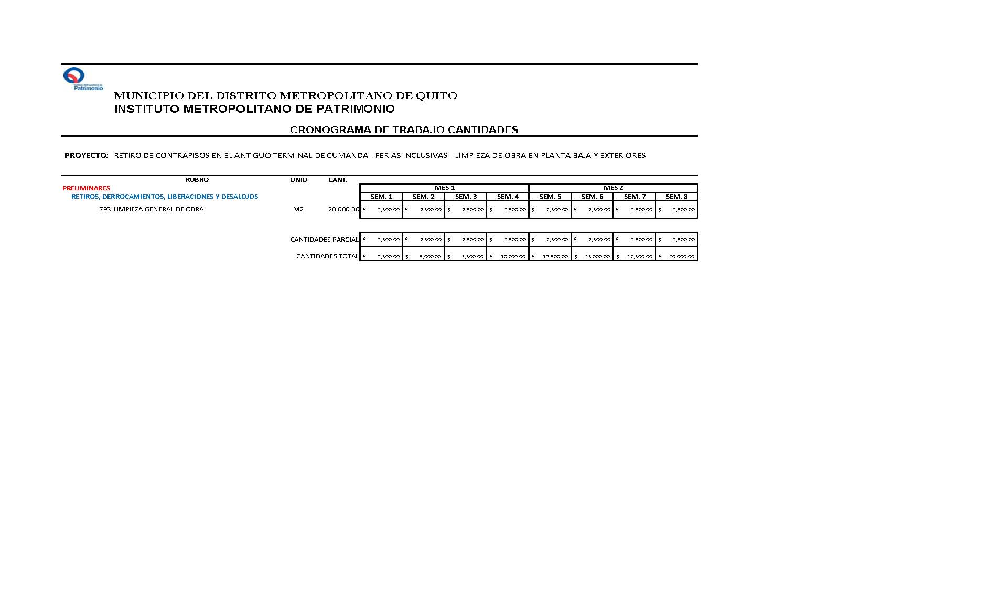 Instituto Metropolitano de
Patrimonio
MUNICIPIO DEL DISTRITO METROPOLITANO DE QUITO
INSTITUTO METROPOLITANO DE PATRIMONIO
CRONOGRAMA DE TRABAJO CANTIDADES
PROYECTO: RETIRO DE CONTRAPISOS EN EL ANTIGUO TERMINAL DE CUMANDA - FERIAS INCLUSIVAS - LIMPIEZA DE OBRA EN PLANTA BAJA Y EXTERIORES
RUBRO UNID CANT.
PRELIMINARES MES 1 MES 2
RETIROS, DERROCAMIENTOS, LIBERACIONES Y DESALOJOS SEM. 1 SEM. 2 SEM. 3 SEM. 4 SEM. 5 SEM. 6 SEM. 7 SEM. 8
793 LIMPIEZA GENERAL DE OBRA M2 20,000.00 $ 2,500.00 $ 2,500.00 $ 2,500.00 $ 2,500.00 $ 2,500.00 $ 2,500.00 $ 2,500.00 $ 2,500.00
CANTIDADES PARCIAL $ 2,500.00 $ 2,500.00 $ 2,500.00 $ 2,500.00 $ 2,500.00 $ 2,500.00 $ 2,500.00 $ 2,500.00
CANTIDADES TOTAL $ 2,500.00 $ 5,000.00 $ 7,500.00 $ 10,000.00 $ 12,500.00 $ 15,000.00 $ 17,500.00 $ 20,000.00